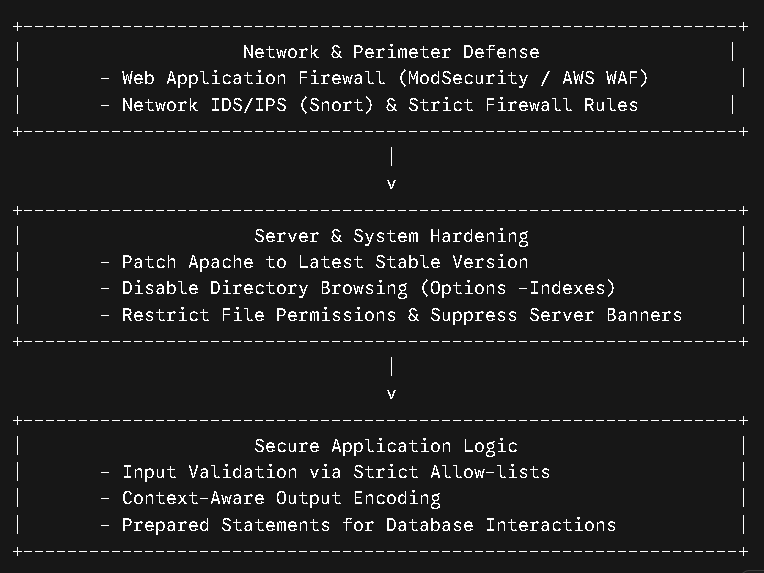 +-----------------------------------------------------------------+
| Network & Perimeter Defense |
| - Web Application Firewall (ModSecurity / AWS WAF) |
| - Network IDS/IPS (Snort) & Strict Firewall Rules |
+-----------------------------------------------------------------+
|
v
+-----------------------------------------------------------------+
| Server & System Hardening |
| - Patch Apache to Latest Stable Version |
| - Disable Directory Browsing (Options -Indexes) |
| - Restrict File Permissions & Suppress Server Banners |
+-----------------------------------------------------------------+
|
v
+-----------------------------------------------------------------+
| Secure Application Logic |
| - Input Validation via Strict Allow-lists |
| - Context-Aware Output Encoding |
| - Prepared Statements for Database Interactions |
+-----------------------------------------------------------------+